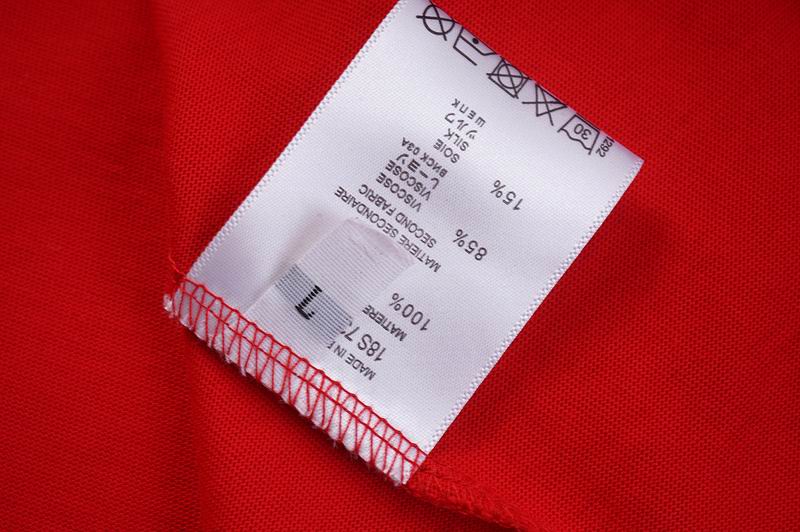 MADE IN
18S 7
MATIERE
100%
L
MATIERE SECONDAIRE
SECOND FABRIC
VISCOSE 85%
VISCOSE
レーヨン
ВИСКОЗА
SOIE 15%
SILK
シルク
ШЕЛК
30